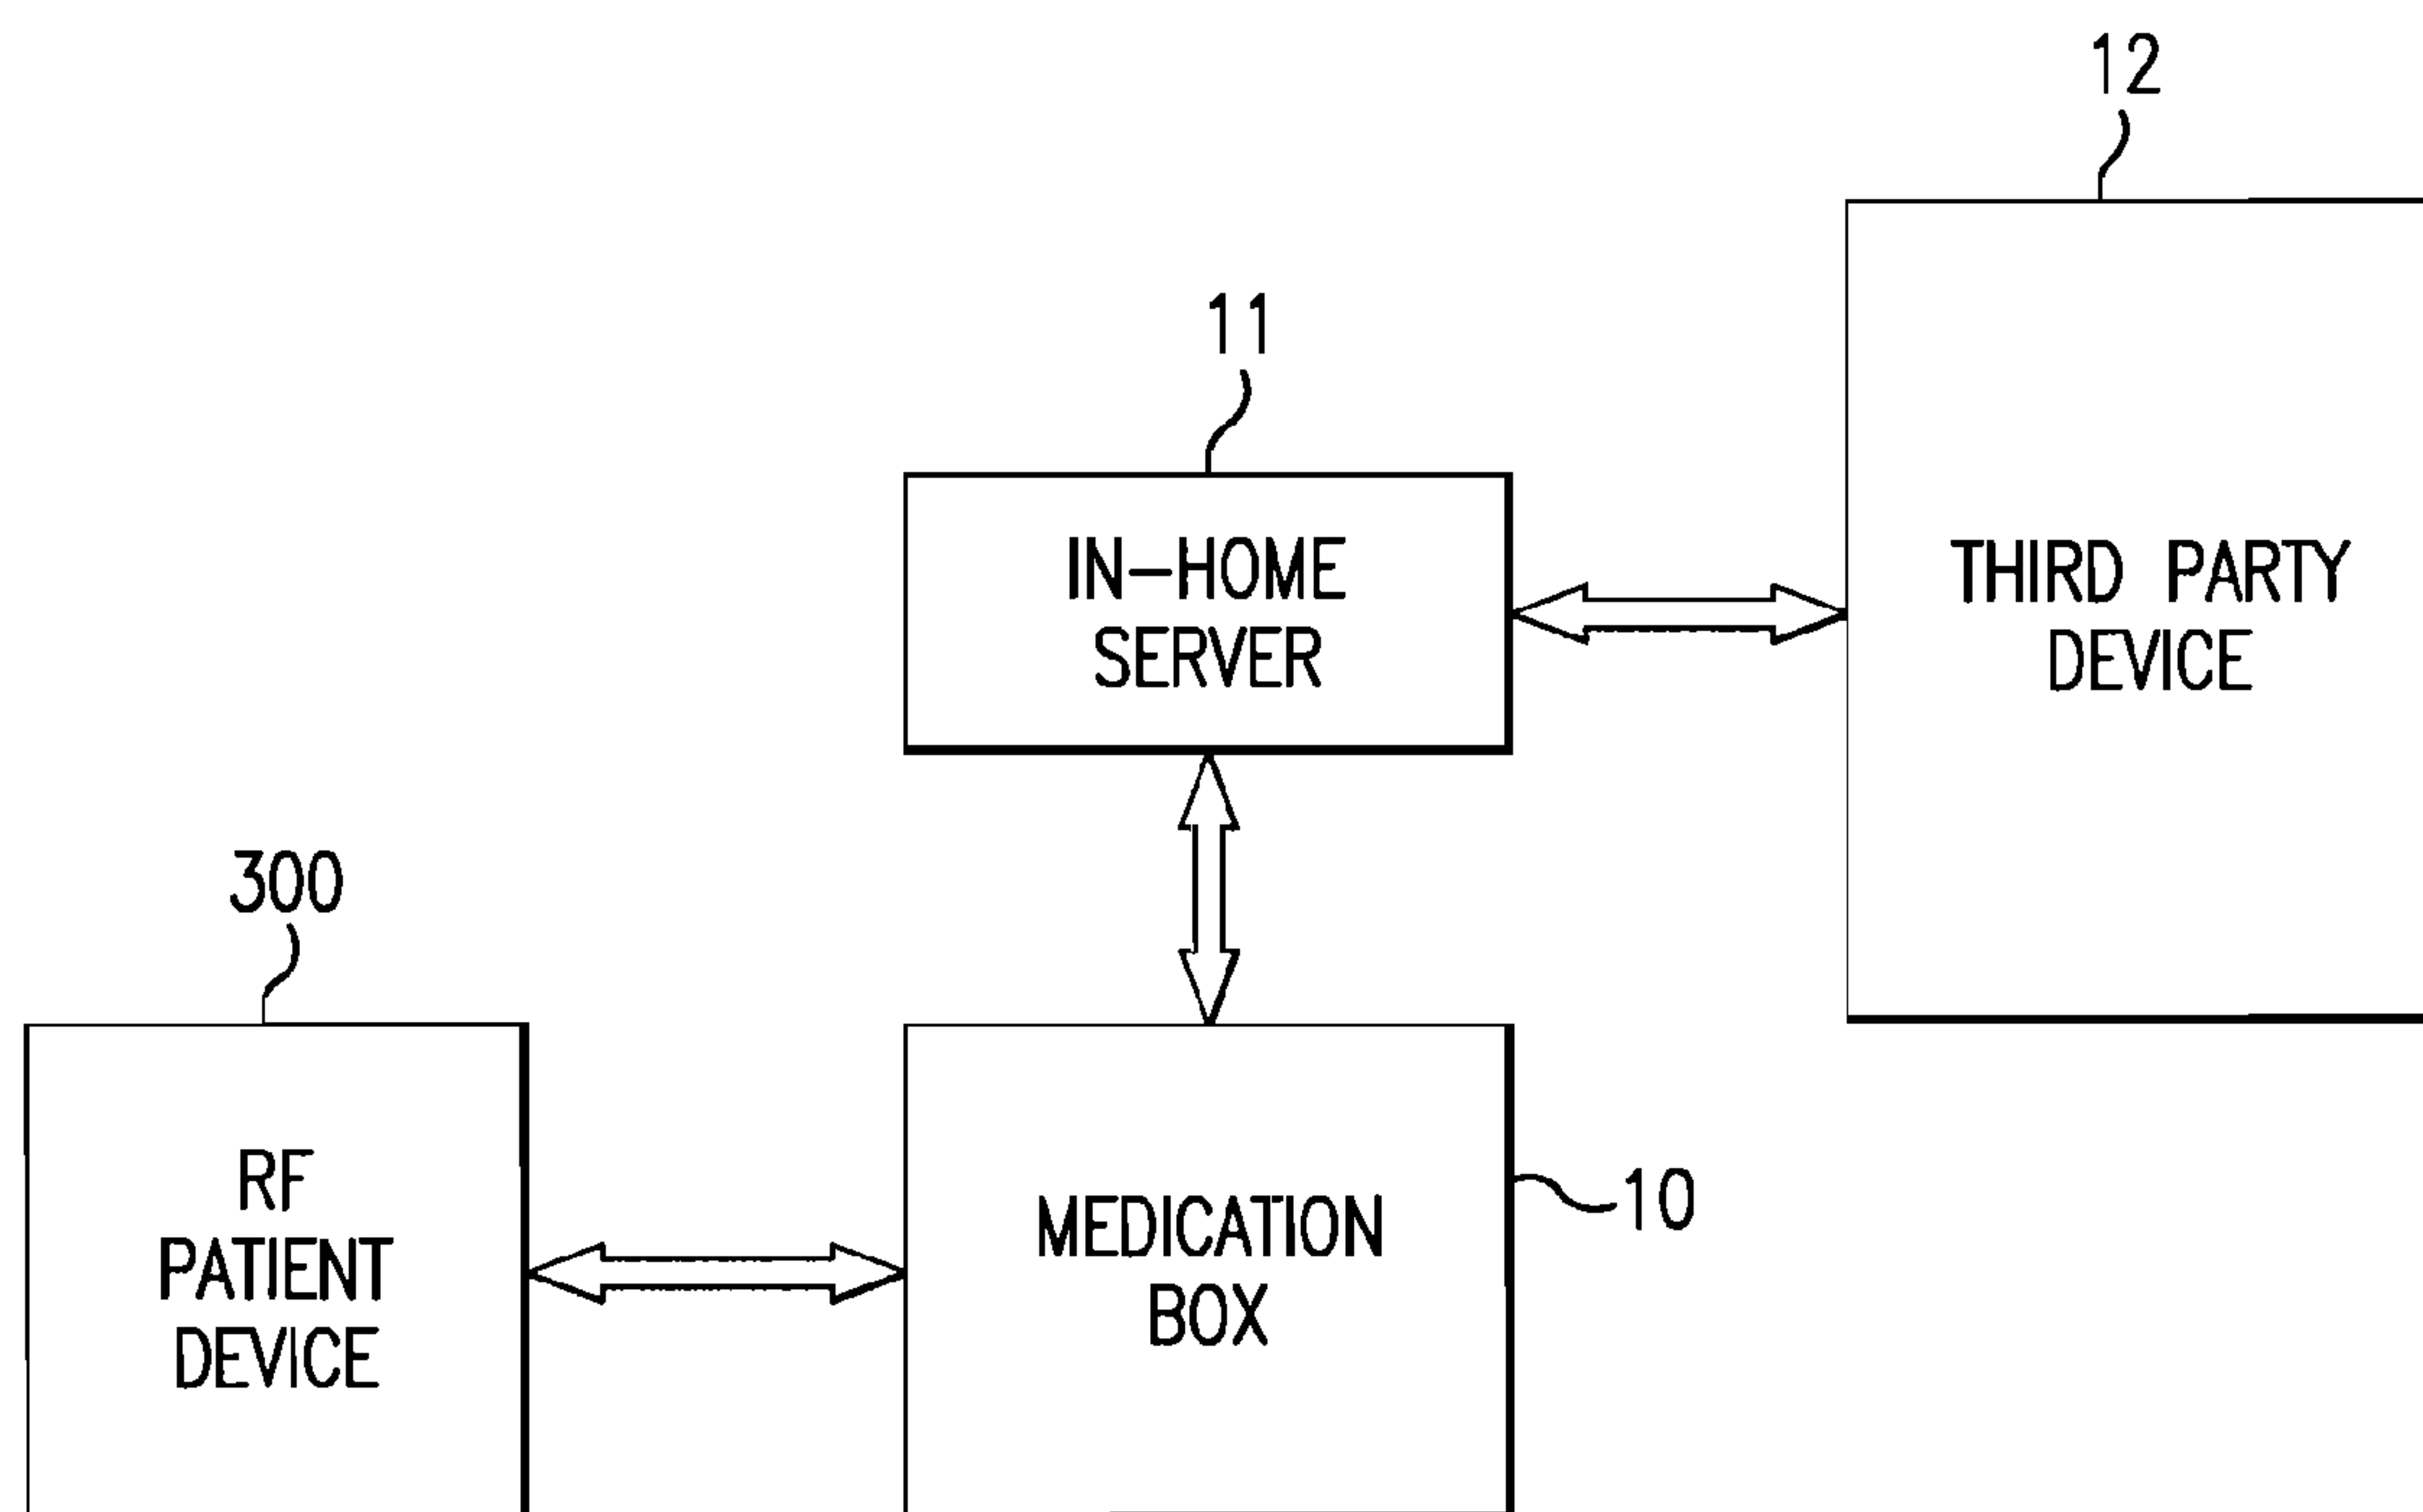 12
11
IN-HOME
SERVER
THIRD PARTY
DEVICE
300
RF
PATIENT
DEVICE
MEDICATION
BOX
10